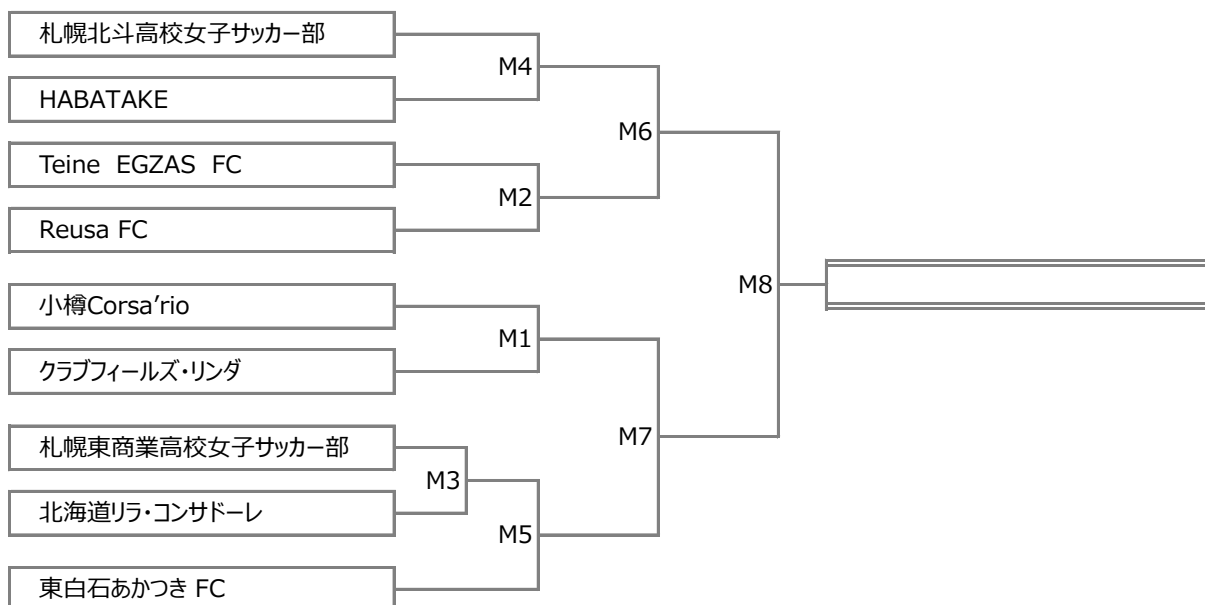 札幌北斗高校女子サッカー部
M4
HABATAKE
M6
Teine EGZAS FC
M2
Reusa FC
M8
小樽Corsa’rio
M1
クラブフィールズ・リンダ
札幌東商業高校女子サッカー部
M7
M3
北海道リラ・コンサドーレ
M5
東白石あかつき FC